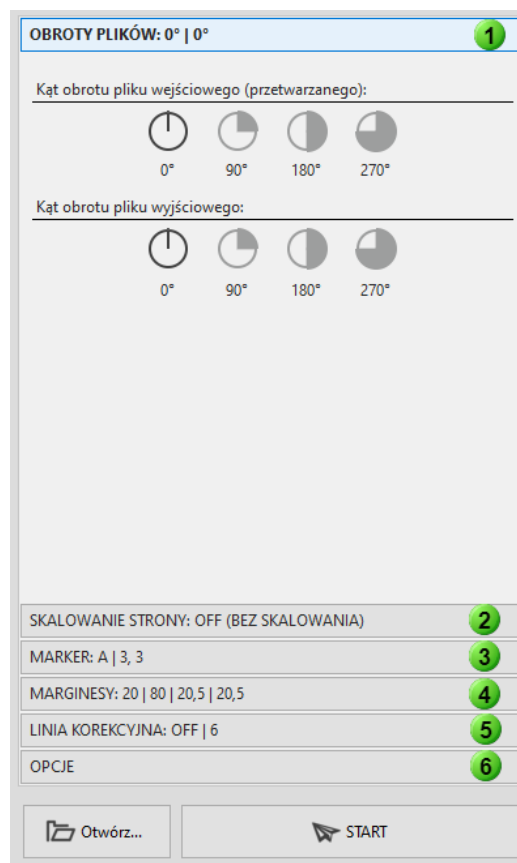 OBROTY PLIKÓW: 0° | 0°
1
Kąt obrotu pliku wejściowego (przetwarzanego):
0° 90° 180° 270°
Kąt obrotu pliku wyjściowego:
0° 90° 180° 270°
SKALOWANIE STRONY: OFF (BEZ SKALOWANIA)
2
MARKER: A | 3, 3
3
MARGINESY: 20 | 80 | 20,5 | 20,5
4
LINIA KOREKCYJNA: OFF | 6
5
OPCJE
6
Otwórz...
START